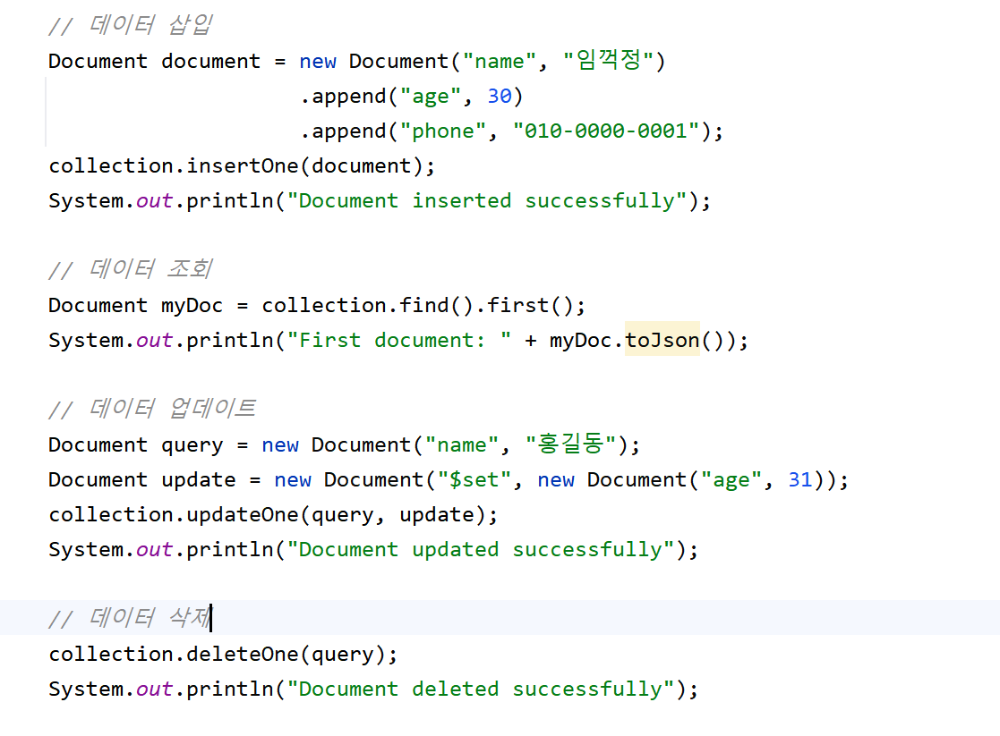 // 데이터 삽입
Document document = new Document("name", "임꺽정")
.append("age", 30)
.append("phone", "010-0000-0001");
collection.insertOne(document);
System.out.println("Document inserted successfully");
// 데이터 조회
Document myDoc = collection.find().first();
System.out.println("First document: " + myDoc.toJson());
// 데이터 업데이트
Document query = new Document("name", "홍길동");
Document update = new Document("$set", new Document("age", 31));
collection.updateOne(query, update);
System.out.println("Document updated successfully");
// 데이터 삭제
collection.deleteOne(query);
System.out.println("Document deleted successfully");